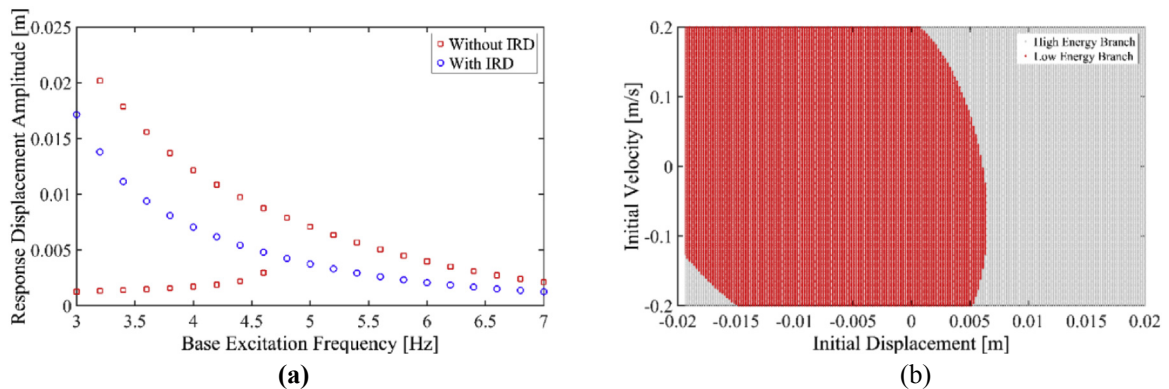 Response Displacement Amplitude [m]
0.025
0.02
0.015
0.01
0.005
0
3
3.5
4
4.5
5
5.5
6
6.5
7
Base Excitation Frequency [Hz]
Without IRD
With IRD
(a)
Initial Velocity [m/s]
0.2
0.1
0
-0.1
-0.2
-0.02
-0.015
-0.01
-0.005
0
0.005
0.01
0.015
0.02
Initial Displacement [m]
High Energy Branch
Low Energy Branch
(b)